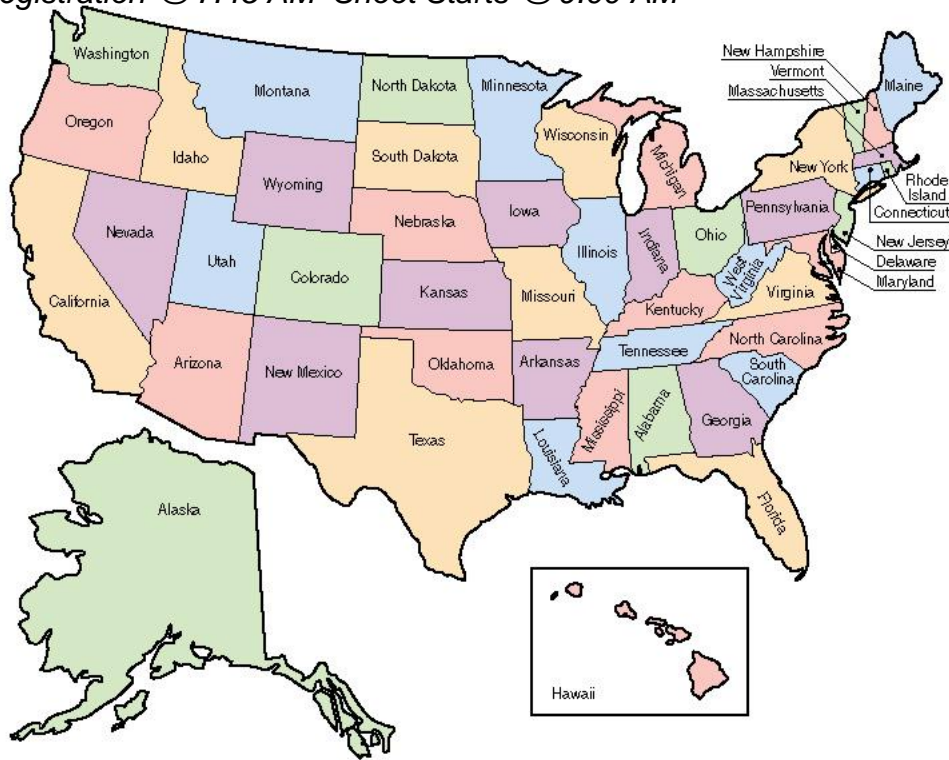 AM Shoot Starts @ AM
Washington
Montana
North Dakota
Minnesota
New Hampshire
Vermont
Massachusetts
Maine
Oregon
Idaho
Wyoming
South Dakota
Wisconsin
Michigan
New York
Rhode
Island
Connecticut
Nevada
Utah
Colorado
Nebraska
Iowa
Illinois
Indiana
Ohio
Pennsylvania
New Jersey
Delaware
Maryland
California
Kansas
Missouri
Kentucky
West
Virginia
Virginia
Arizona
New Mexico
Oklahoma
Arkansas
Tennessee
North Carolina
South
Carolina
Texas
Louisiana
Mississippi
Alabama
Georgia
Florida
Alaska
Hawaii